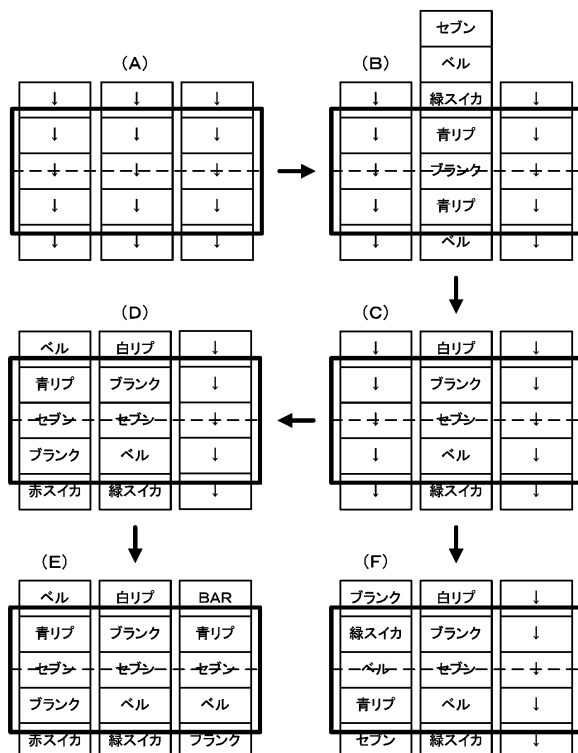 セブン
(A)
ベル
(B)
↓ ↓ ↓
↓ 緑スイカ ↓
↓ ↓ ↓
↓ 青リプ ↓
↓ ↓ ↓
↓ ブランク ↓
↓ ↓ ↓
↓ 青リプ ↓
↓ ↓ ↓
↓ ベル ↓
(D)
(C)
ベル 白リプ ↓
↓ 白リプ ↓
青リプ ブランク ↓
↓ ブランク ↓
セブン セブン ↓
↓ セブン ↓
ブランク ベル ↓
↓ ベル ↓
赤スイカ 緑スイカ ↓
↓ 緑スイカ ↓
(E)
(F)
ベル 白リプ BAR
ブランク 白リプ ↓
青リプ ブランク 青リプ
緑スイカ ブランク ↓
セブン セブン セブン
ベル セブン ↓
ブランク ベル ベル
青リプ ベル ↓
赤スイカ 緑スイカ ブランク
セブン 緑スイカ ↓